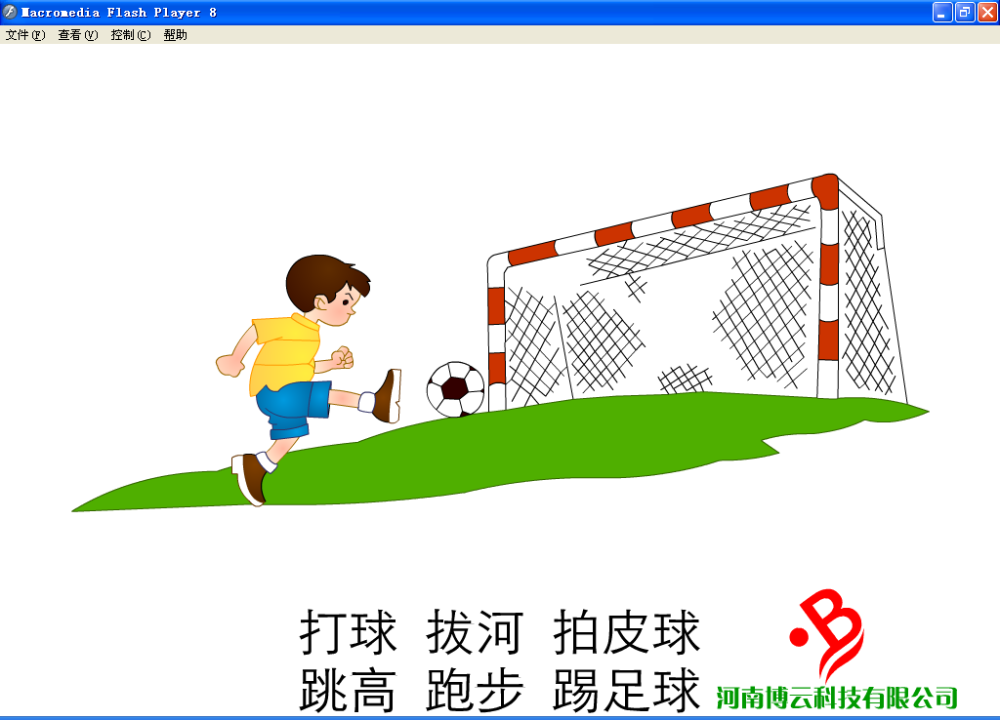 Macromedia Flash Player 8
文件(F) 查看(V) 控制(C) 帮助
打球 拔河 拍皮球
跳高 跑步 踢足球
B
河南博云科技有限公司